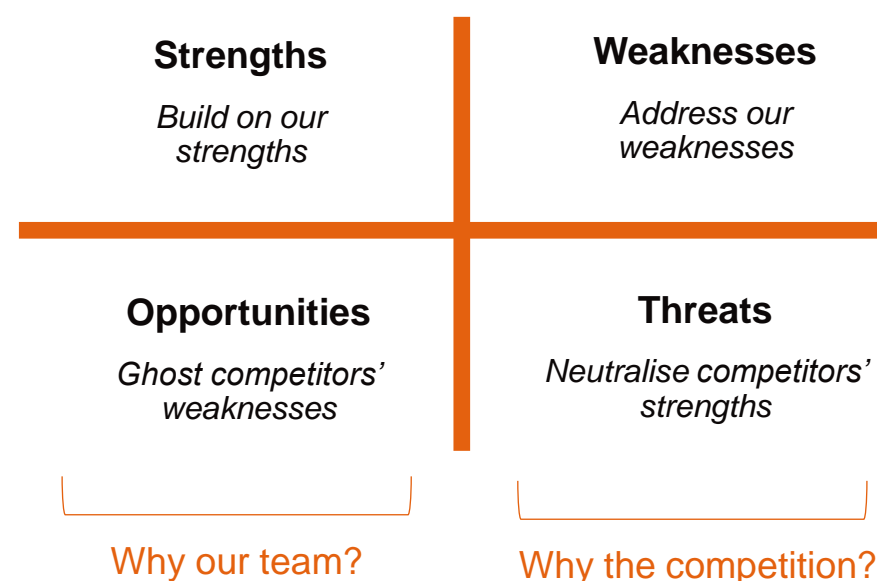 Strengths
Build on our
strengths
Weaknesses
Address our
weaknesses
Opportunities
Ghost competitors’
weaknesses
Threats
Neutralise competitors’
strengths
Why our team?
Why the competition?